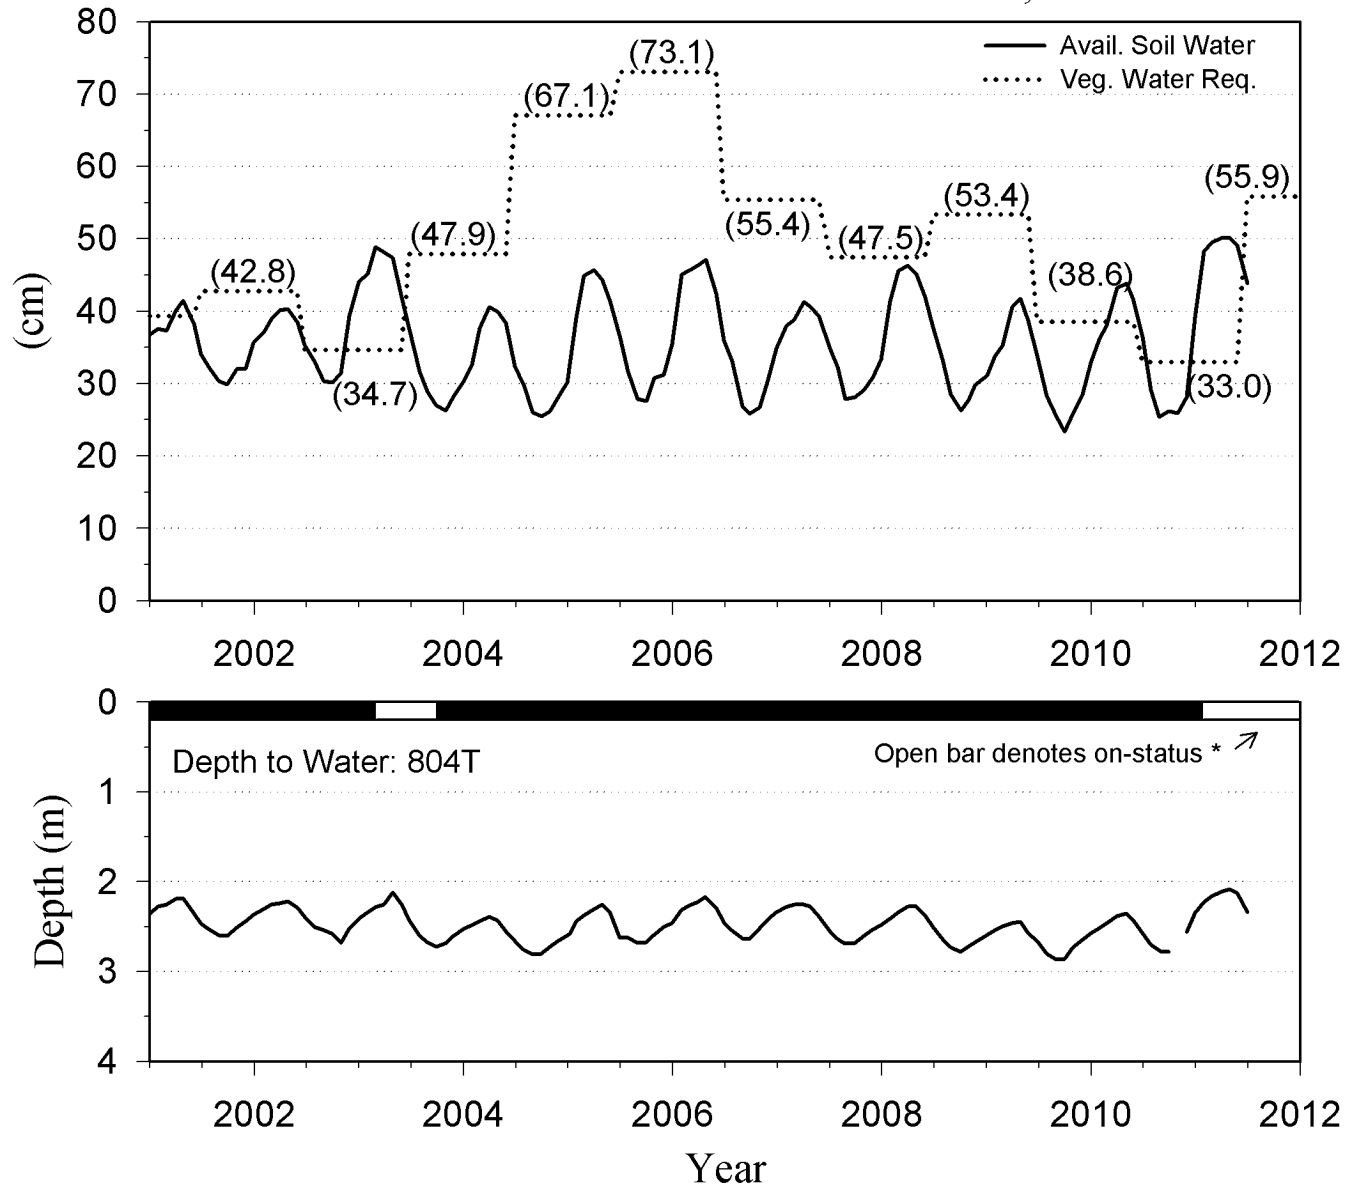 80
70
60
50
40
30
20
10
0
(cm)
Avail. Soil Water
Veg. Water Req.
(42.8)
(34.7)
(47.9)
(67.1)
(73.1)
(55.4)
(47.5)
(53.4)
(38.6)
(33.0)
(55.9)
2002 2004 2006 2008 2010 2012
0
1
2
3
4
Depth (m)
Depth to Water: 804T
Open bar denotes on-status *
2002 2004 2006 2008 2010 2012
Year